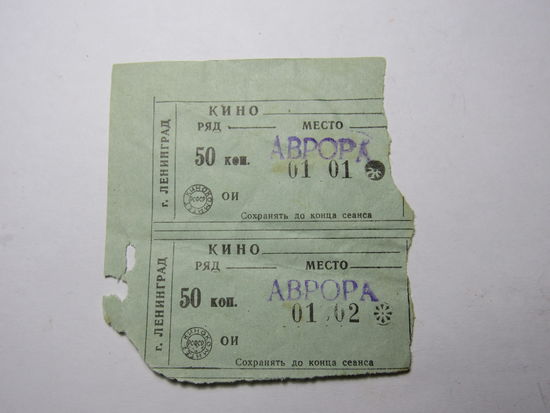 г. ЛЕНИНГРАД
КИНО
РЯД МЕСТО
50 коп. АВРОРА
01 01
ОИ
Сохранять до конца сеанса
г. ЛЕНИНГРАД
КИНО
РЯД МЕСТО
50 коп. АВРОРА
01 02
ОИ
Сохранять до конца сеанса